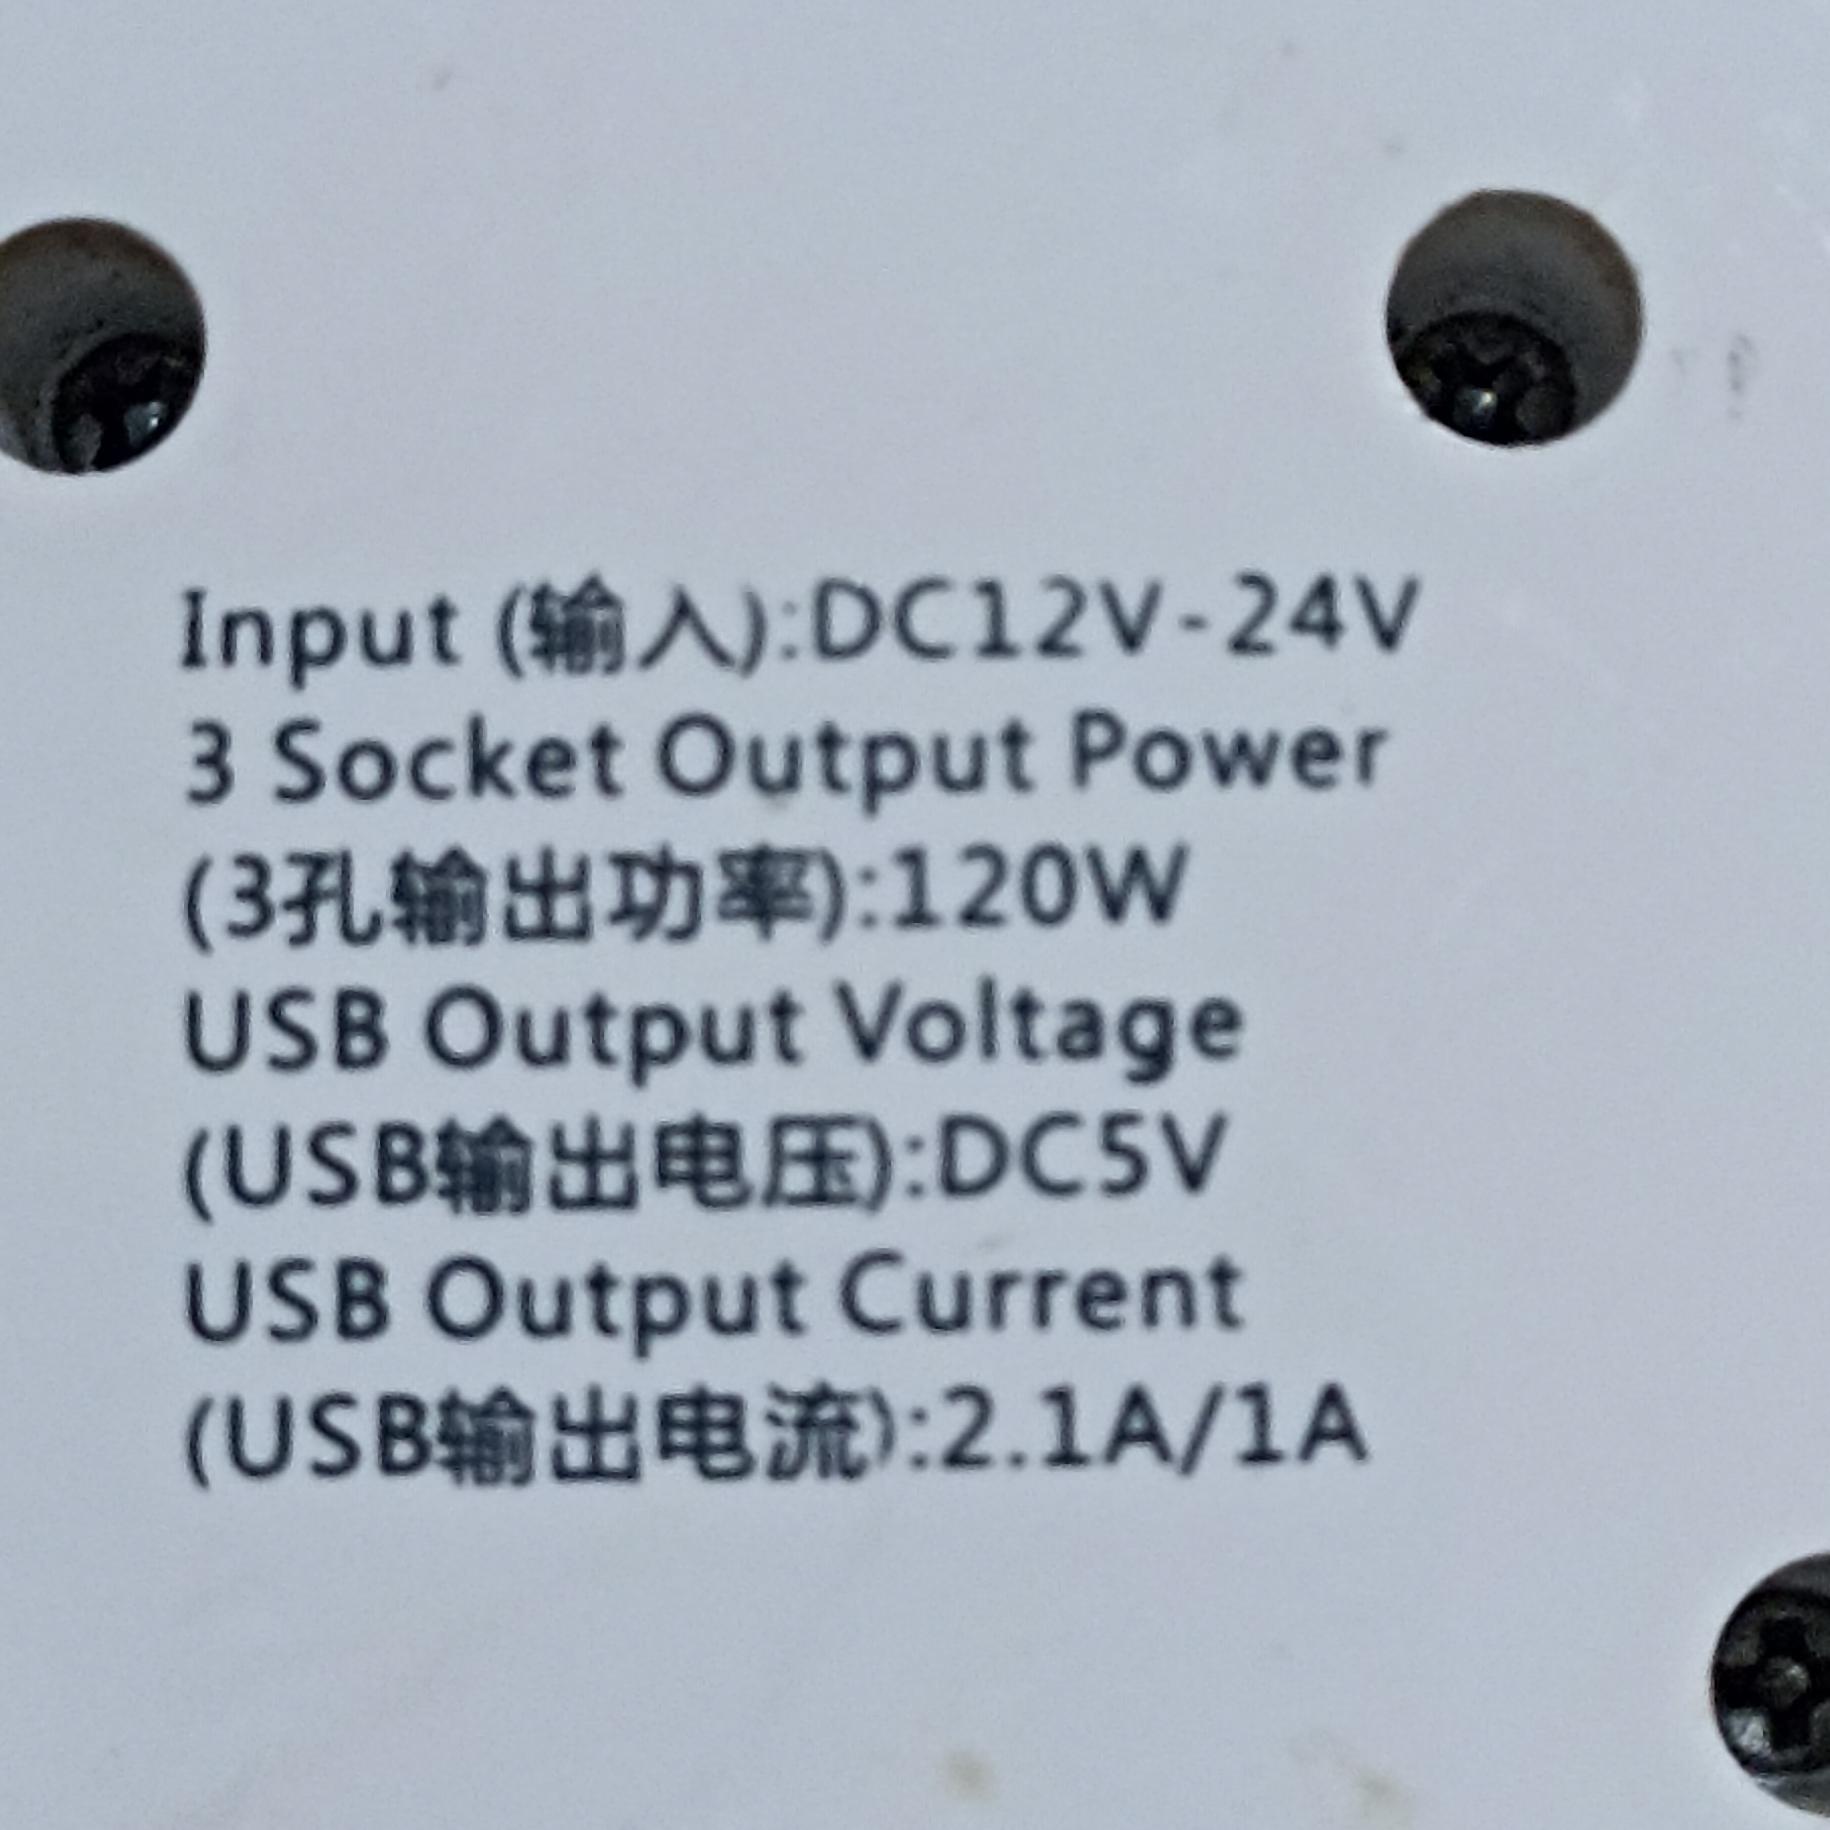 Input (输入):DC12V-24V
3 Socket Output Power
(3孔输出功率):120W
USB Output Voltage
(USB输出电压):DC5V
USB Output Current
(USB输出电流):2.1A/1A